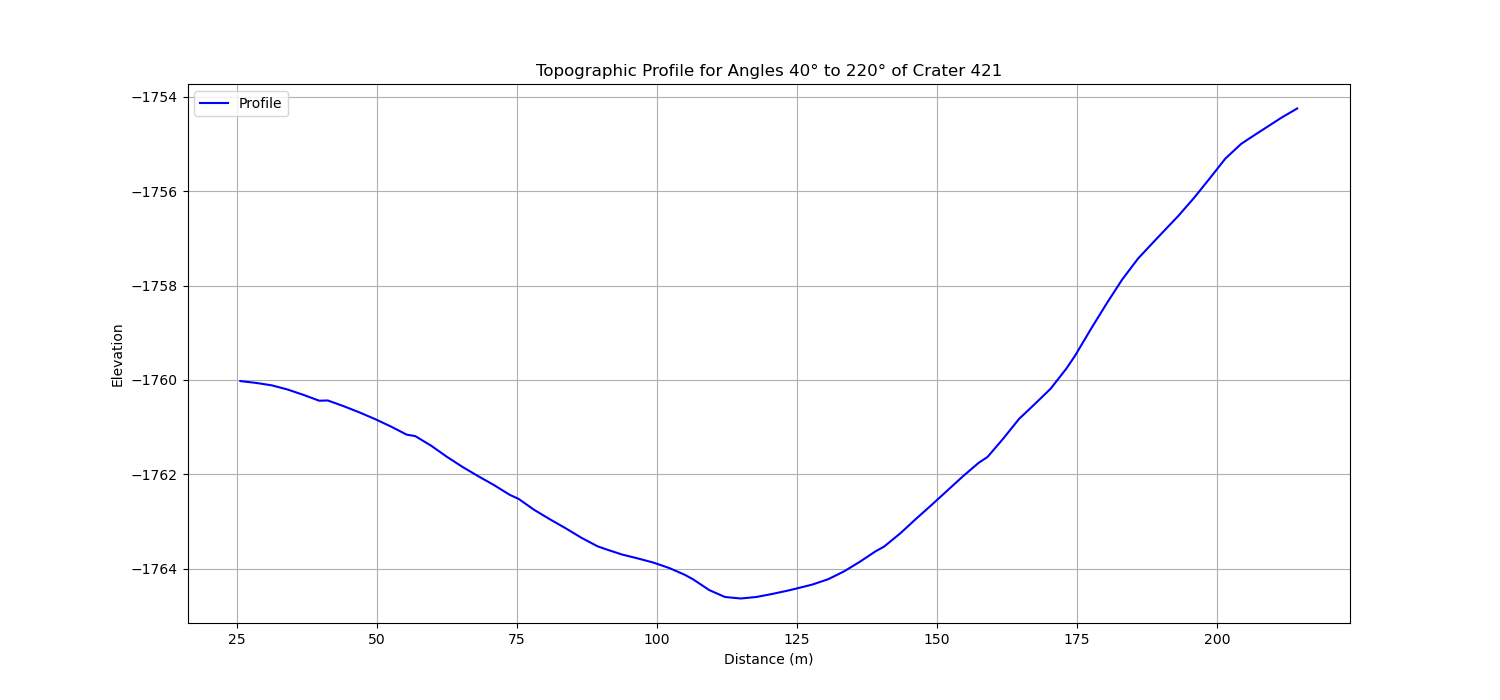 Topographic Profile for Angles 40° to 220° of Crater 421
Profile
−1754
−1756
−1758
−1760
−1762
−1764
Elevation
25 50 75 100 125 150 175 200
Distance (m)